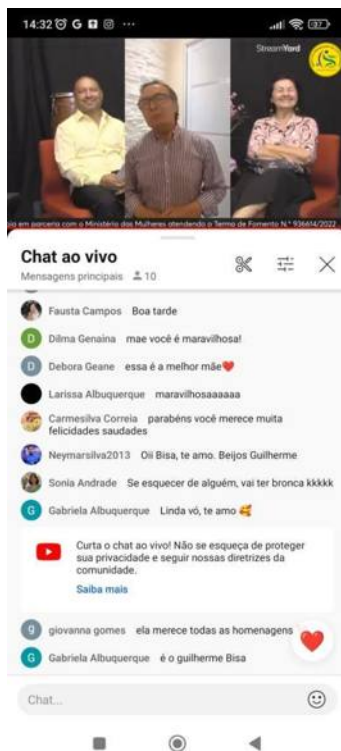 14:32
StreamYard
ia em parceria com o Ministério das Mulheres atendendo o Termo de Fomento N.º 936614/2022
Chat ao vivo
Mensagens principais 10
Fausta Campos Boa tarde
D Dilma Genaina mae você é maravilhosa!
D Debora Geane essa é a melhor mãe❤️
Larissa Albuquerque maravilhosaaaaaa
Carmesilva Correia parabéns você merece muita
felicidades saudades
Neymarsilva2013 Oii Bisa, te amo. Beijos Guilherme
Sonia Andrade Se esquecer de alguém, vai ter bronca kkkkk
G Gabriela Albuquerque Linda vó, te amo 🥰
Curta o chat ao vivo! Não se esqueça de proteger
sua privacidade e seguir nossas diretrizes da
comunidade.
Saiba mais
g giovanna gomes ela merece todas as homenagens
G Gabriela Albuquerque é o guilherme Bisa
Chat...